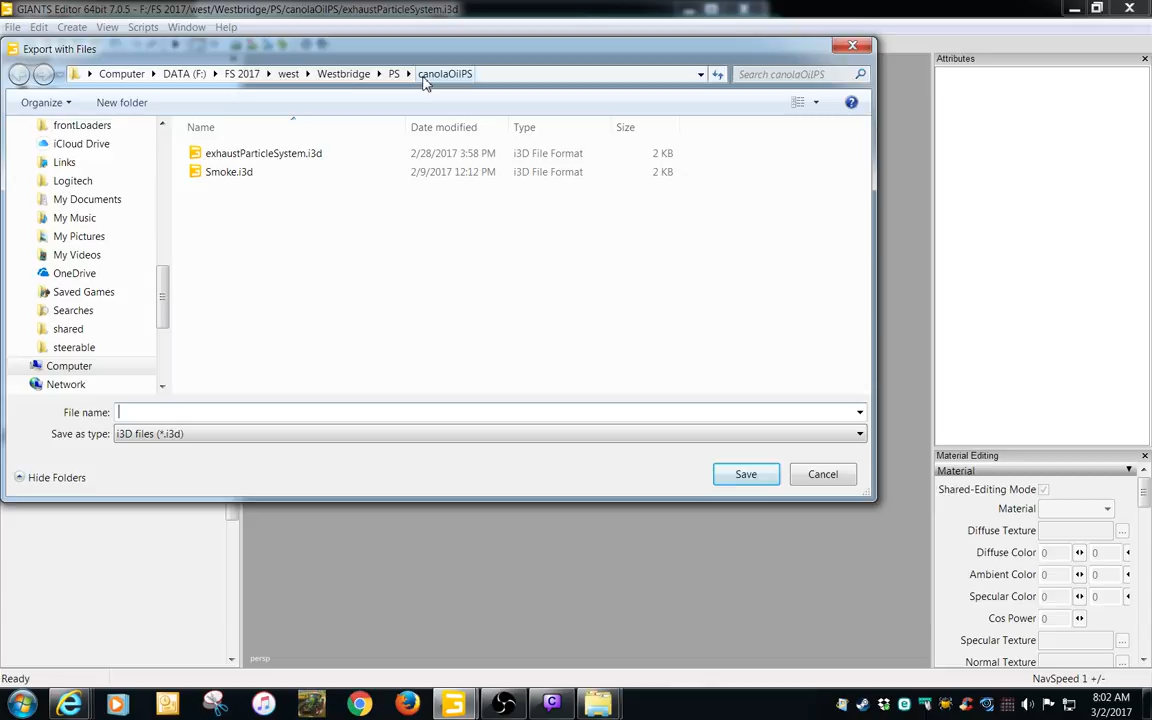 GIANTS Editor 64bit 7.0.5 - F:/FS 2017/west/Westbridge/PS/canolaOilPS/exhaustParticleSystem.i3d
File Edit Create View Scripts Window Help
Export with Files
Computer DATA (F:) FS 2017 west Westbridge PS canolaOilPS
Search canolaOilPS
Organize New folder
Name Date modified Type Size
exhaustParticleSystem.i3d 2/28/2017 3:58 PM i3D File Format 2 KB
Smoke.i3d 2/9/2017 12:12 PM i3D File Format 2 KB
frontLoaders
iCloud Drive
Links
Logitech
My Documents
My Music
My Pictures
My Videos
OneDrive
Saved Games
Searches
shared
steerable
Computer
Network
File name:
Save as type: i3D files (*.i3d)
Hide Folders
Save Cancel
Attributes
Material Editing
Material
Shared-Editing Mode
Material
Diffuse Texture ...
Diffuse Color 0 0
Ambient Color 0 0
Specular Color 0 0
Cos Power 0
Specular Texture ...
Normal Texture ...
persp
Ready
NavSpeed 1 +/-
8:02 AM
3/2/2017